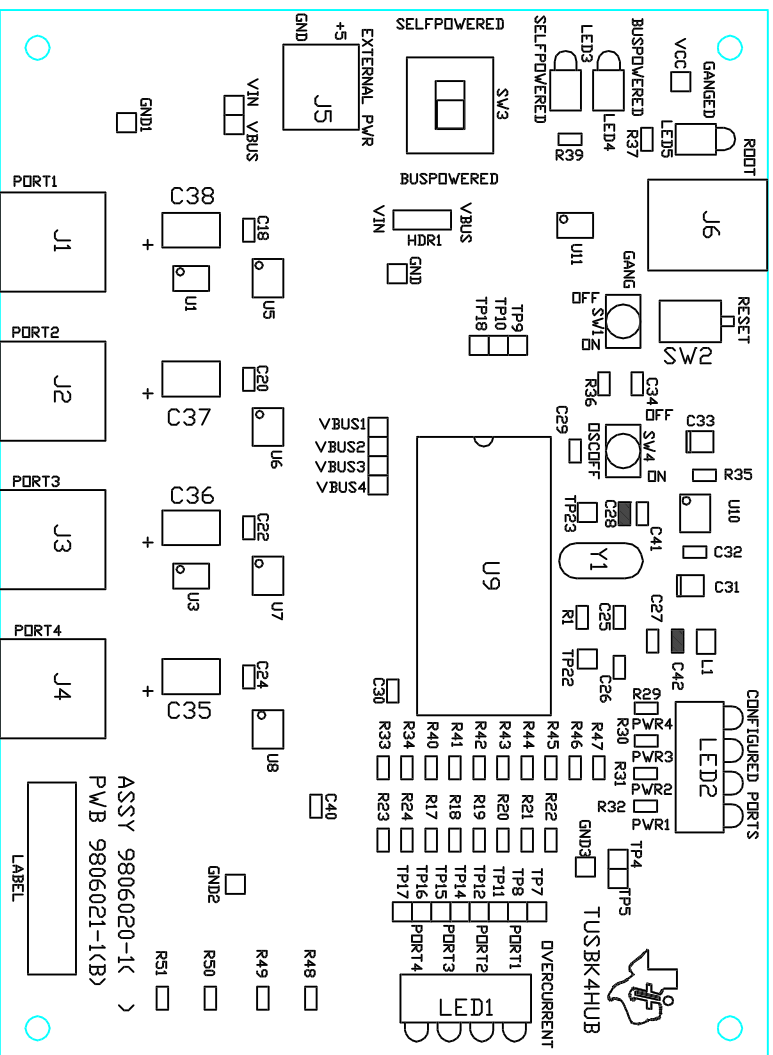 SELFPOWERED
GND
+5
EXTERNAL PWR
J5
SW3
SELFPOWERED
LED3
BUSPOWERED
LED4
VCC
GANGED
LED5
ROOT
VIN
VBUS
GND1
R39
R37
BUSPOWERED
PORT1
J1
C38
+
C18
U1
U5
VIN
VBUS
HDR1
GND
U11
J6
GANG
OFF
SW1
ON
RESET
SW2
TP18
TP10
TP9
PORT2
J2
+
C37
C20
U6
R36
C34
OFF
OSCOFF
SW4
ON
C29
C33
R35
VBUS1
VBUS2
VBUS3
VBUS4
PORT3
J3
C36
+
C22
U3
U7
U9
TP23
C28
C41
U10
Y1
C32
C31
R1
C25
C27
TP22
C26
C42
L1
PORT4
J4
+
C35
C24
U8
C30
R29
PWR4
R30
PWR3
R31
PWR2
R32
PWR1
LED2
CONFIGURED PORTS
R33
R34
R40
R41
R42
R43
R44
R45
R46
R47
R23
R24
R17
R18
R19
R20
R21
R22
C40
GND3
TP4
TP5
LABEL
ASSY 9806020-1( )
PWB 9806021-1(B)
GND2
TP17
TP16
TP15
TP14
TP12
TP11
TP8
TP7
PORT4
PORT3
PORT2
PORT1
OVERCURRENT
LED1
TUSBK4HUB
R51
R50
R49
R48